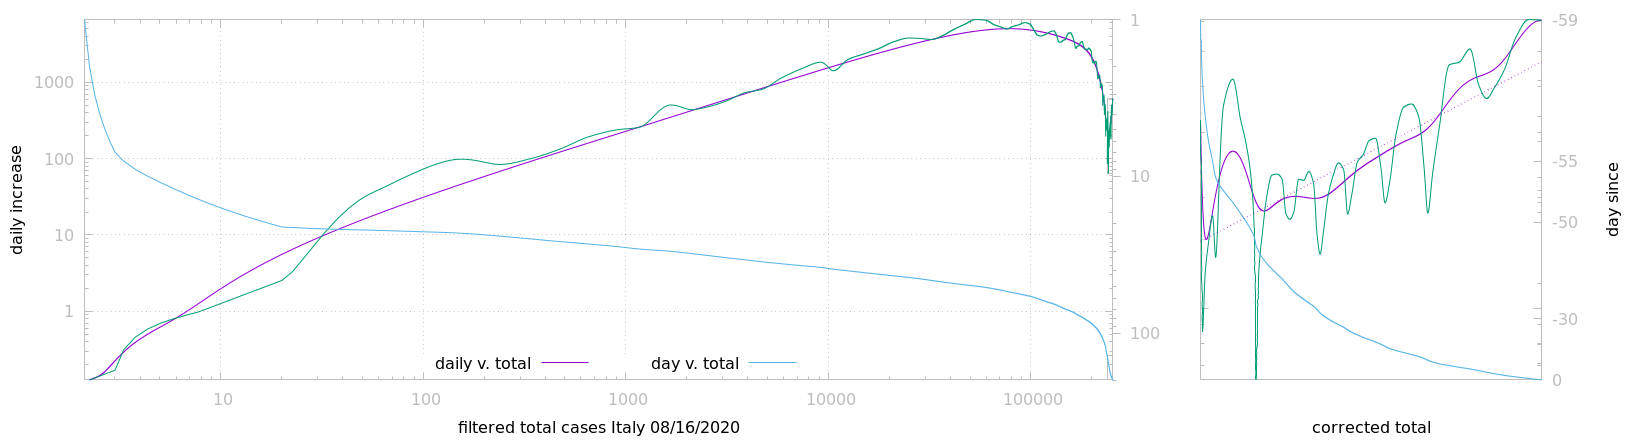 daily increase
1000
100
10
1
10
100
1000
10000
100000
1
10
100
daily v. total
day v. total
filtered total cases Italy 08/16/2020
-59
-55
-50
-30
0
day since
corrected total